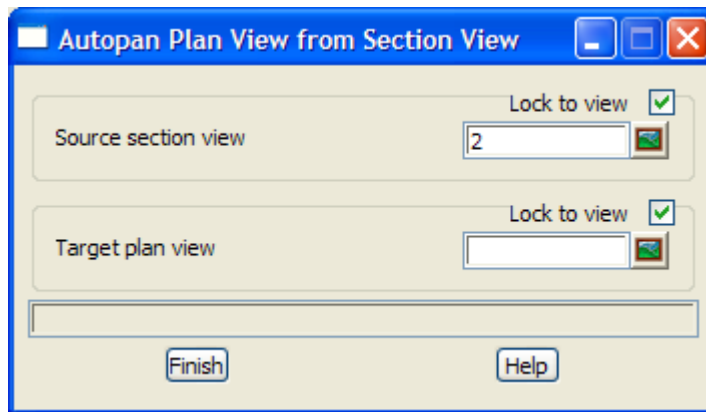 Autopan Plan View from Section View
Lock to view
Source section view 2
Lock to view
Target plan view
Finish Help